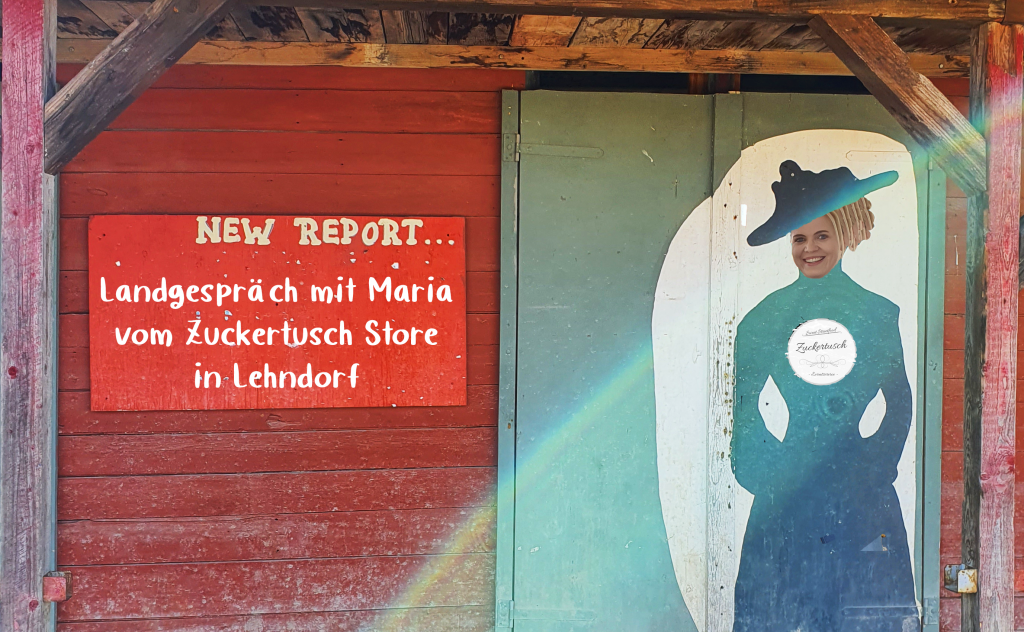 NEW REPORT...
Landgespräch mit Maria
vom Zuckertusch Store
in Lehndorf
Zuckertusch